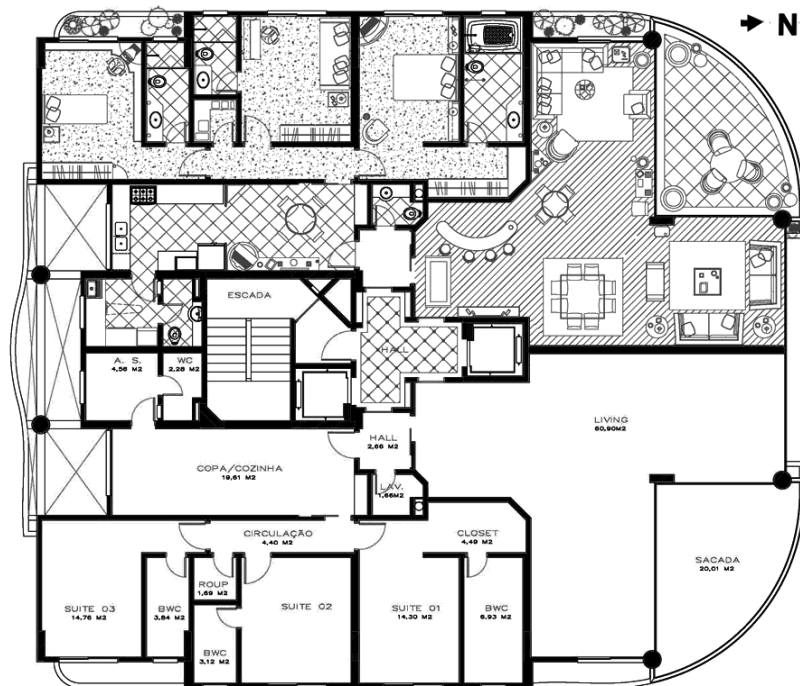 N
ESCADA
HALL
A. S.
4,56 M2
WC
2,28 M2
LIVING
60,90M2
HALL
2,66 M2
COPA/COZINHA
19,61 M2
LAV.
1,66M2
CIRCULAÇÃO
4,40 M2
CLOSET
4,49 M2
SACADA
20,01 M2
ROUP
1,69 M2
SUITE 03
14,76 M2
BWC
3,84 M2
SUITE 02
SUITE 01
14,30 M2
BWC
6,93 M2
BWC
3,12 M2